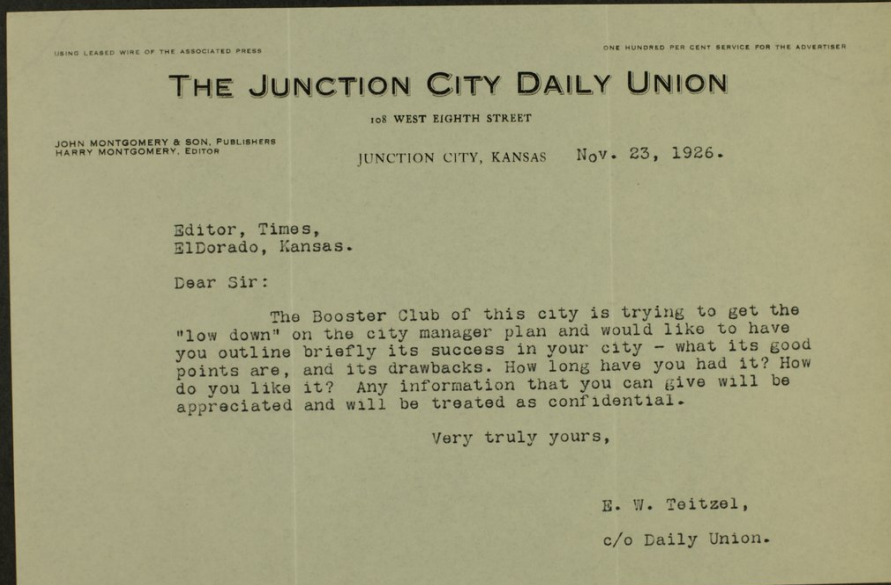 USING LEASED WIRE OF THE ASSOCIATED PRESS
ONE HUNDRED PER CENT SERVICE FOR THE ADVERTISER
THE JUNCTION CITY DAILY UNION
108 WEST EIGHTH STREET
JOHN MONTGOMERY & SON, PUBLISHERS
HARRY MONTGOMERY, EDITOR
JUNCTION CITY, KANSAS Nov. 23, 1926.
Editor, Times,
ElDorado, Kansas.
Dear Sir:
The Booster Club of this city is trying to get the
"low down" on the city manager plan and would like to have
you outline briefly its success in your city - what its good
points are, and its drawbacks. How long have you had it? How
do you like it? Any information that you can give will be
appreciated and will be treated as confidential.
Very truly yours,
E. W. Teitzel,
c/o Daily Union.